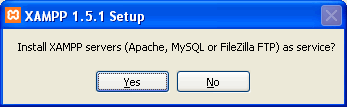 XAMPP 1.5.1 Setup
Install XAMPP servers (Apache, MySQL or FileZilla FTP) as service?
Yes No